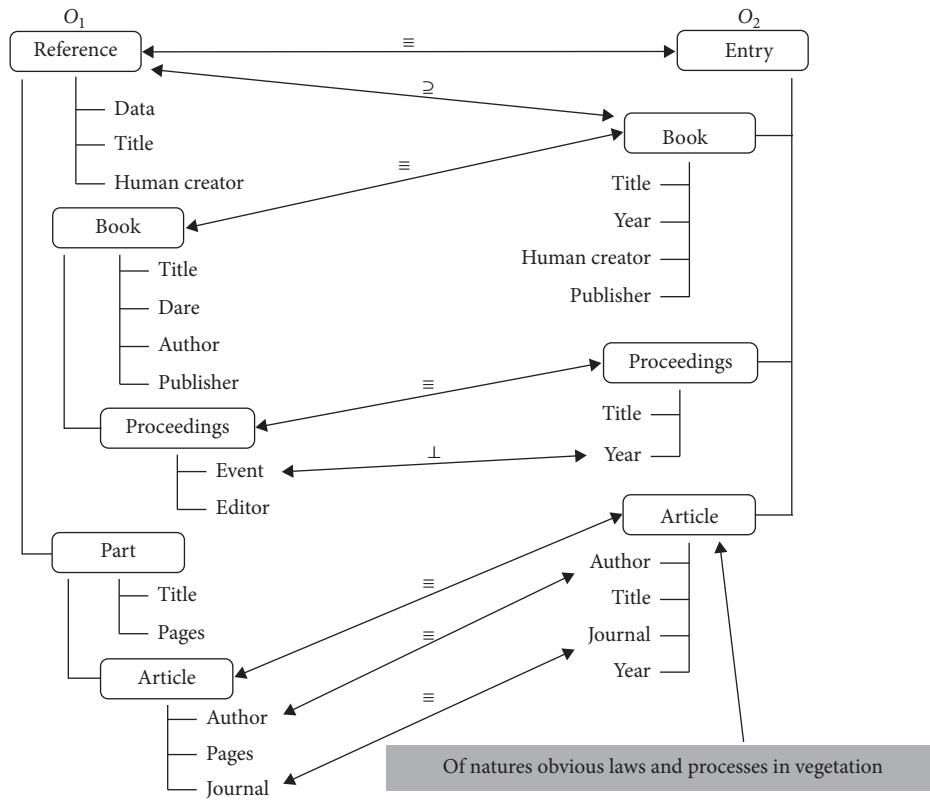 O1 O2
Reference ≡ Entry
⊇
Data
Title
Human creator
Book
≡
Book
Title
Year
Human creator
Publisher
Title
Dare
Author
Publisher
Proceedings
≡
Proceedings
Title
Year
⊥
Event
Editor
Article
Part
Title
Pages
≡
Author
Title
Journal
Year
≡
Article
≡
Author
Pages
Journal
Of natures obvious laws and processes in vegetation